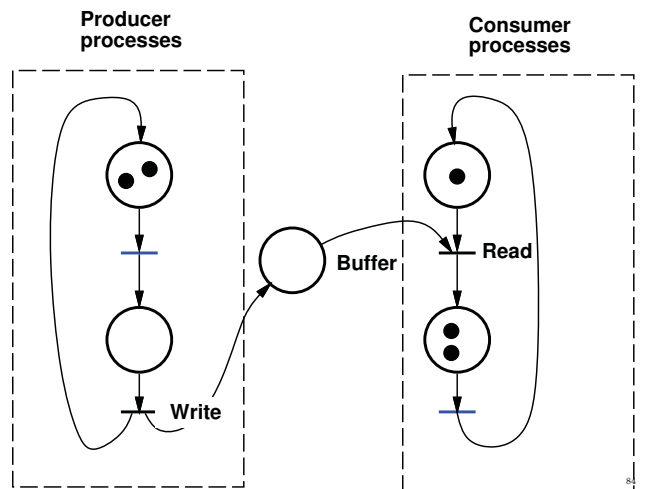 Producer
processes
Consumer
processes
Buffer
Read
Write
84